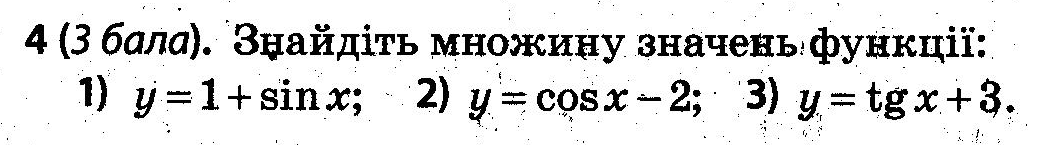 4 (3 бала). Знайдіть множину значень функції:
1) y = 1 + sin x; 2) y = cos x − 2; 3) y = tg x + 3.